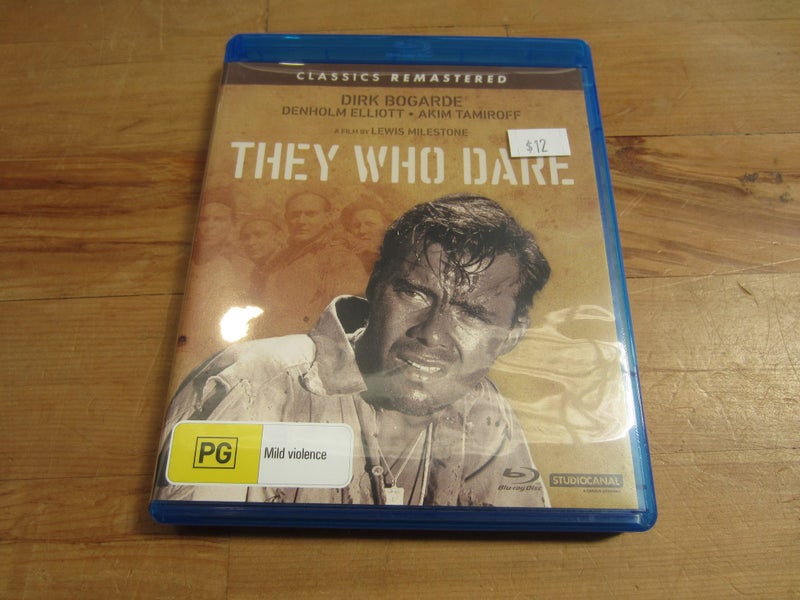 CLASSICS REMASTERED
DIRK BOGARDE
DENHOLM ELLIOTT • AKIM TAMIROFF
A FILM BY LEWIS MILESTONE
$12
THEY WHO DARE
PG
Mild violence
Blu-ray Disc
STUDIOCANAL